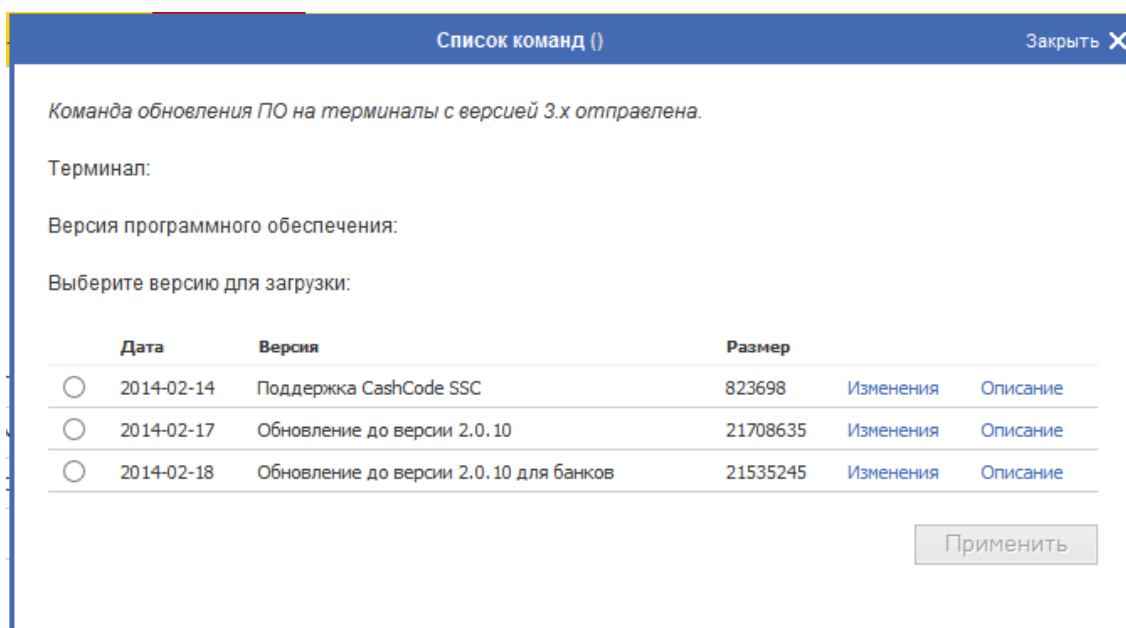 Список команд ()
Закрыть
Команда обновления ПО на терминалы с версией 3.x отправлена.
Терминал:
Версия программного обеспечения:
Выберите версию для загрузки:
Дата Версия Размер
2014-02-14 Поддержка CashCode SSC 823698 Изменения Описание
2014-02-17 Обновление до версии 2.0.10 21708635 Изменения Описание
2014-02-18 Обновление до версии 2.0.10 для банков 21535245 Изменения Описание
Применить